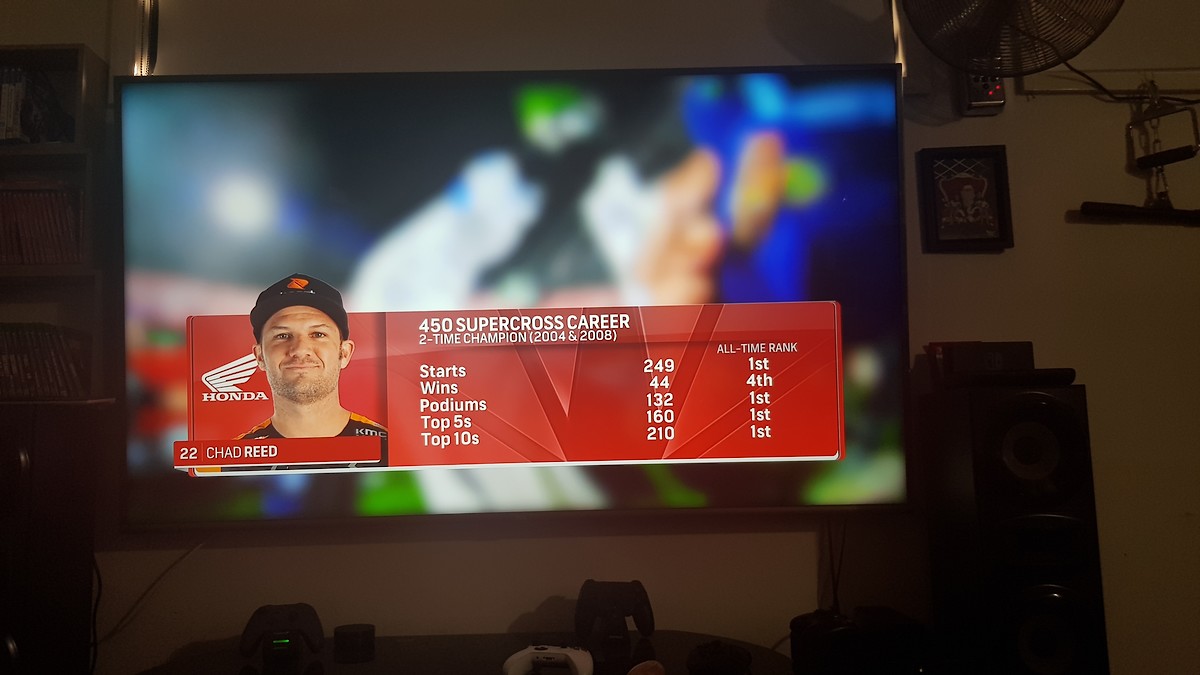 450 SUPERCROSS CAREER
2-TIME CHAMPION (2004 & 2008)
ALL-TIME RANK
Starts 249 1st
Wins 44 4th
Podiums 132 1st
Top 5s 160 1st
Top 10s 210 1st
HONDA
KMC
22 CHAD REED